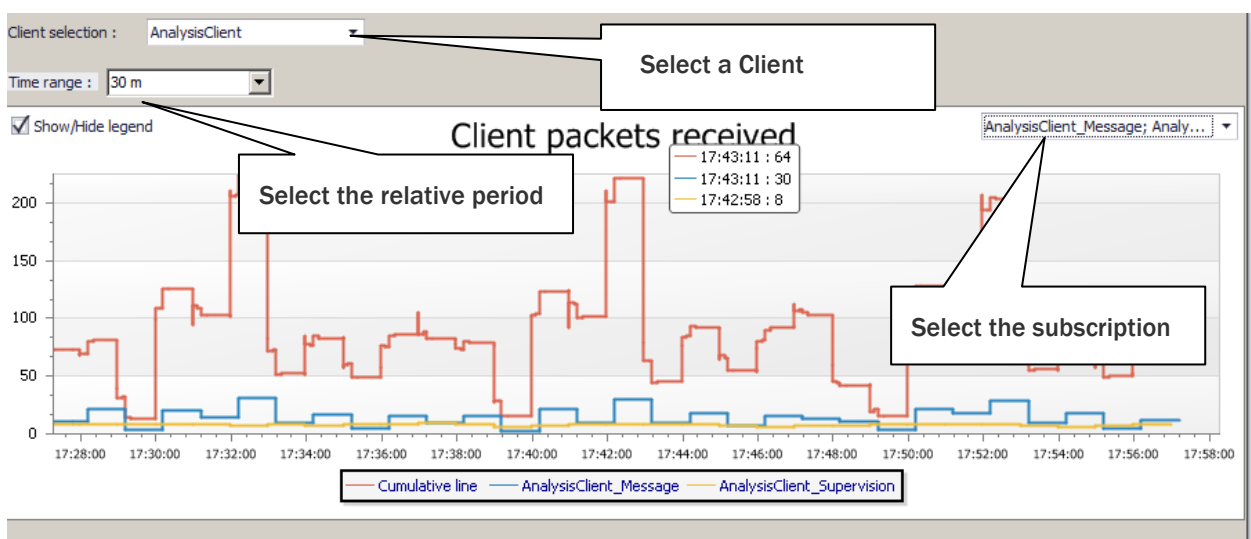 Client selection : AnalysisClient
Select a Client
Time range : 30 m
Show/Hide legend
Client packets received
AnalysisClient_Message; Analy...
17:43:11 : 64
17:43:11 : 30
17:42:58 : 8
Select the relative period
Select the subscription
200
150
100
50
0
17:28:00 17:30:00 17:32:00 17:34:00 17:36:00 17:38:00 17:40:00 17:42:00 17:44:00 17:46:00 17:48:00 17:50:00 17:52:00 17:54:00 17:56:00 17:58:00
Cumulative line AnalysisClient_Message AnalysisClient_Supervision